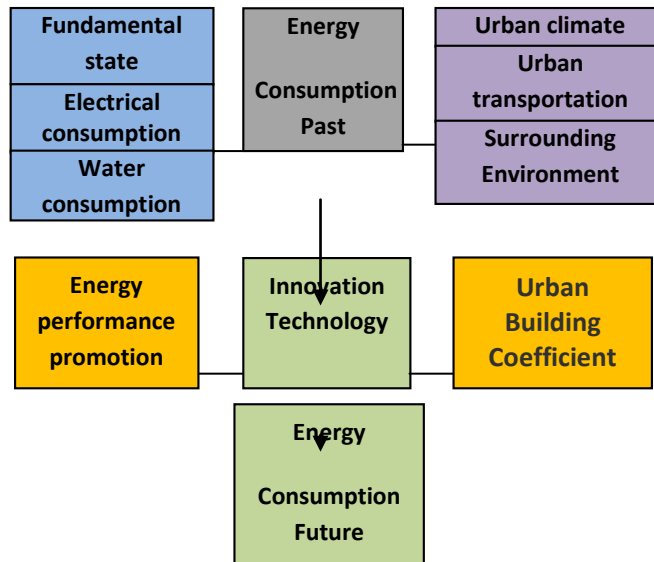 Fundamental
state
Electrical
consumption
Water
consumption
Energy
Consumption
Past
Urban climate
Urban
transportation
Surrounding
Environment
Energy
performance
promotion
Innovation
Technology
Urban
Building
Coefficient
Energy
Consumption
Future